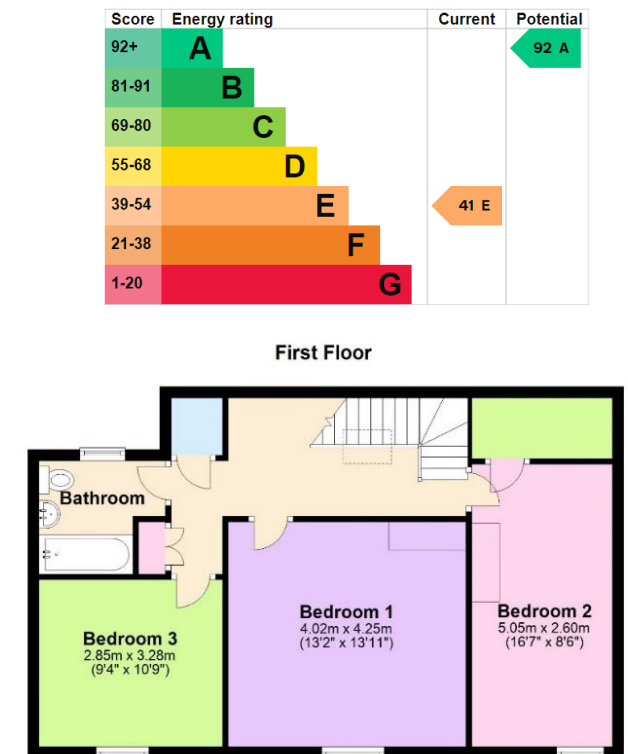 Score Energy rating Current Potential
92+ A 92 A
81-91 B
69-80 C
55-68 D
39-54 E 41 E
21-38 F
1-20 G
First Floor
Bathroom
Bedroom 1
4.02m x 4.25m
(13'2" x 13'11")
Bedroom 2
5.05m x 2.60m
(16'7" x 8'6")
Bedroom 3
2.85m x 3.28m
(9'4" x 10'9")